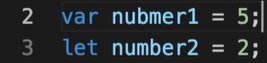 2 var nubmer1 = 5;
3 let number2 = 2;